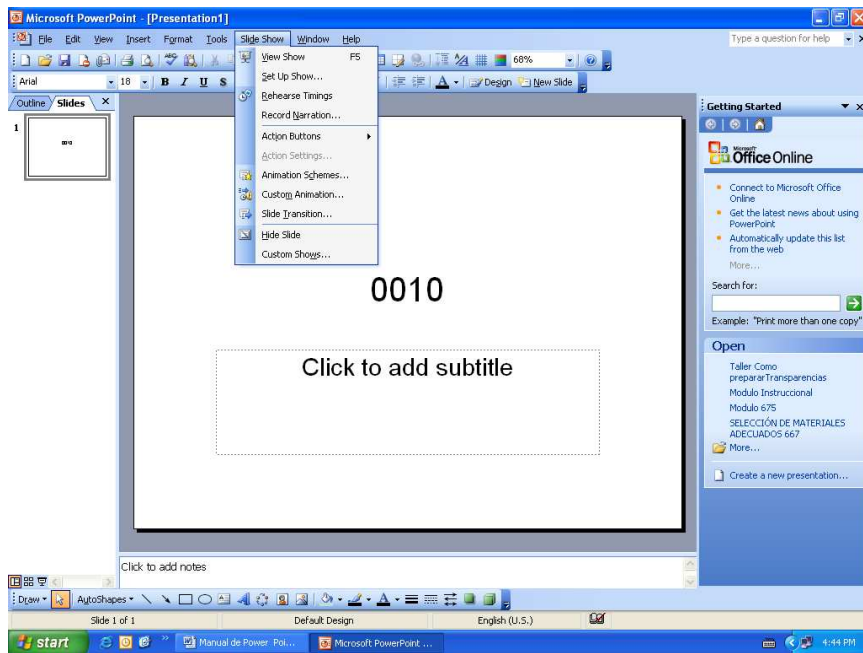 Microsoft PowerPoint - [Presentation1]
File Edit View Insert Format Tools Slide Show Window Help
Type a question for help
68%
Arial 18 B I U S A Design New Slide
Outline Slides
View Show F5
Set Up Show...
Rehearse Timings
Record Narration...
Action Buttons
Action Settings...
Animation Schemes...
Custom Animation...
Slide Transition...
Hide Slide
Custom Shows...
1
0010
0010
Click to add subtitle
Click to add notes
Getting Started
Microsoft
Office Online
Connect to Microsoft Office
Online
Get the latest news about using
PowerPoint
Automatically update this list
from the web
More...
Search for:
Example: "Print more than one copy"
Open
Taller Como
prepararTransparencias
Modulo Instruccional
Modulo 675
SELECCIÓN DE MATERIALES
ADECUADOS 667
More...
Create a new presentation...
Draw AutoShapes A
Slide 1 of 1 Default Design English (U.S.)
start Manual de Power Poi... Microsoft PowerPoint ... 4:44 PM